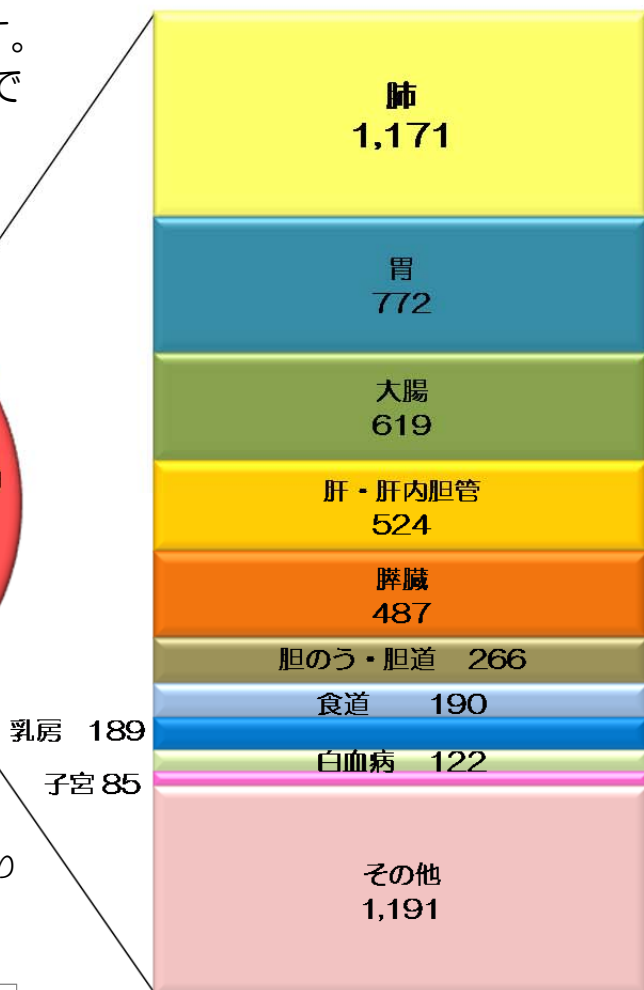 。
で
肺
1,171
胃
772
大腸
619
肝・肝内胆管
524
膵臓
487
胆のう・胆道 266
食道 190
乳房 189
白血病 122
子宮 85
の
その他
1,191